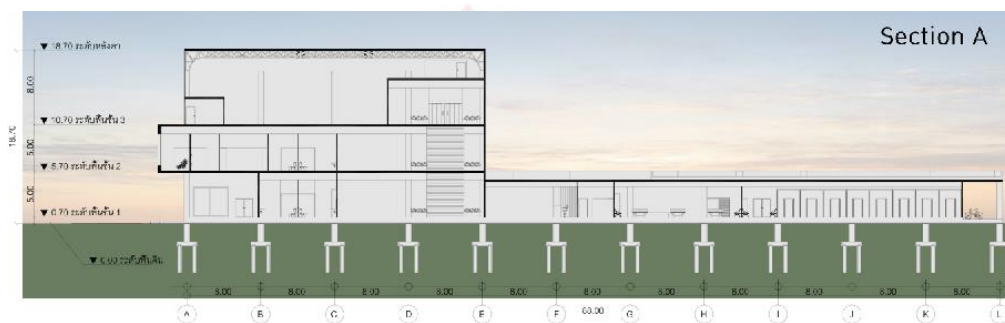 Section A
▼ 18.70 ระดับหลังคา
8.00
18.70
▼ 10.70 ระดับพื้นชั้น 3
5.00
▼ 5.70 ระดับพื้นชั้น 2
5.00
▼ 0.70 ระดับพื้นชั้น 1
▼ 0.00 ระดับพื้นดิน
8.00 8.00 8.00 8.00 8.00 8.00 8.00 8.00 8.00 8.00 8.00
A B C D E F G H I J K L
88.00